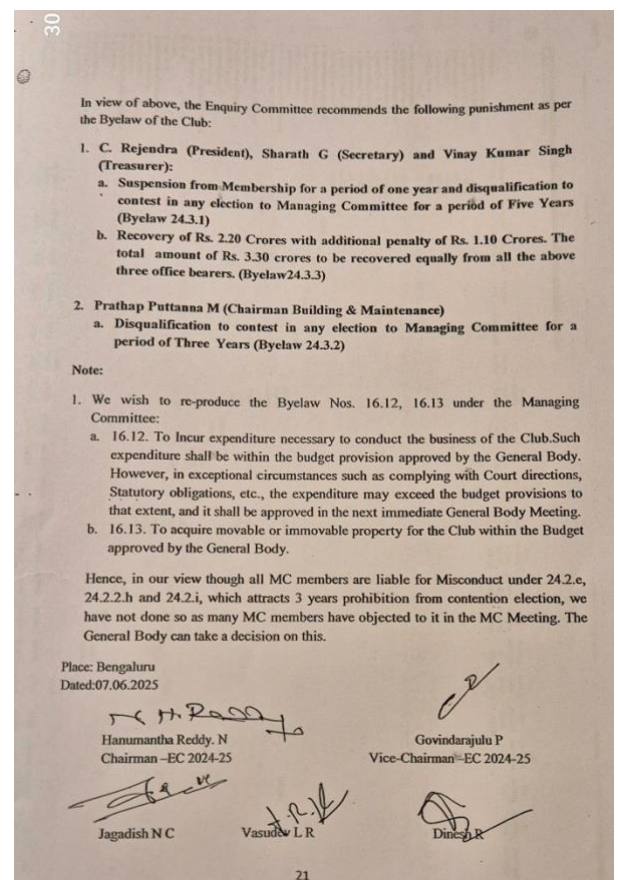 30
In view of above, the Enquiry Committee recommends the following punishment as per
the Byelaw of the Club:
1. C. Rejendra (President), Sharath G (Secretary) and Vinay Kumar Singh
(Treasurer):
a. Suspension from Membership for a period of one year and disqualification to
contest in any election to Managing Committee for a period of Five Years
(Byelaw 24.3.1)
b. Recovery of Rs. 2.20 Crores with additional penalty of Rs. 1.10 Crores. The
total amount of Rs. 3.30 crores to be recovered equally from all the above
three office bearers. (Byelaw24.3.3)
2. Prathap Puttanna M (Chairman Building & Maintenance)
a. Disqualification to contest in any election to Managing Committee for a
period of Three Years (Byelaw 24.3.2)
Note:
1. We wish to re-produce the Byelaw Nos. 16.12, 16.13 under the Managing
Committee:
a. 16.12. To Incur expenditure necessary to conduct the business of the Club.Such
expenditure shall be within the budget provision approved by the General Body.
However, in exceptional circumstances such as complying with Court directions,
Statutory obligations, etc., the expenditure may exceed the budget provisions to
that extent, and it shall be approved in the next immediate General Body Meeting.
b. 16.13. To acquire movable or immovable property for the Club within the Budget
approved by the General Body.
Hence, in our view though all MC members are liable for Misconduct under 24.2.e,
24.2.2.h and 24.2.i, which attracts 3 years prohibition from contention election, we
have not done so as many MC members have objected to it in the MC Meeting. The
General Body can take a decision on this.
Place: Bengaluru
Dated:07.06.2025
Hanumantha Reddy. N
Govindarajulu P
Chairman –EC 2024-25
Vice-Chairman –EC 2024-25
Jagadish N C
Vasudev L R
Dinesh R
21